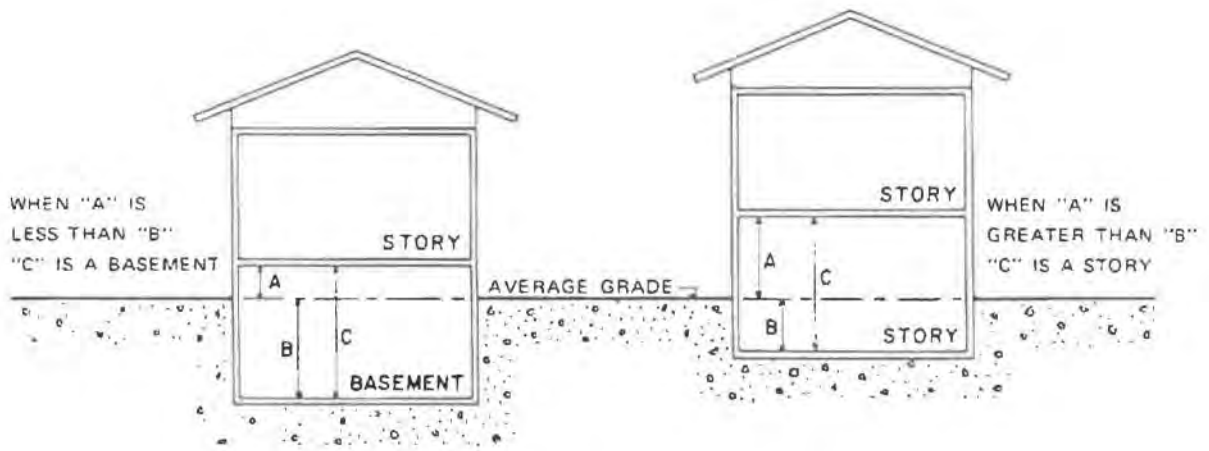 WHEN "A" IS
LESS THAN "B"
"C" IS A BASEMENT
STORY
A
B
C
BASEMENT
AVERAGE GRADE
STORY
A
C
B
STORY
WHEN "A" IS
GREATER THAN "B"
"C" IS A STORY